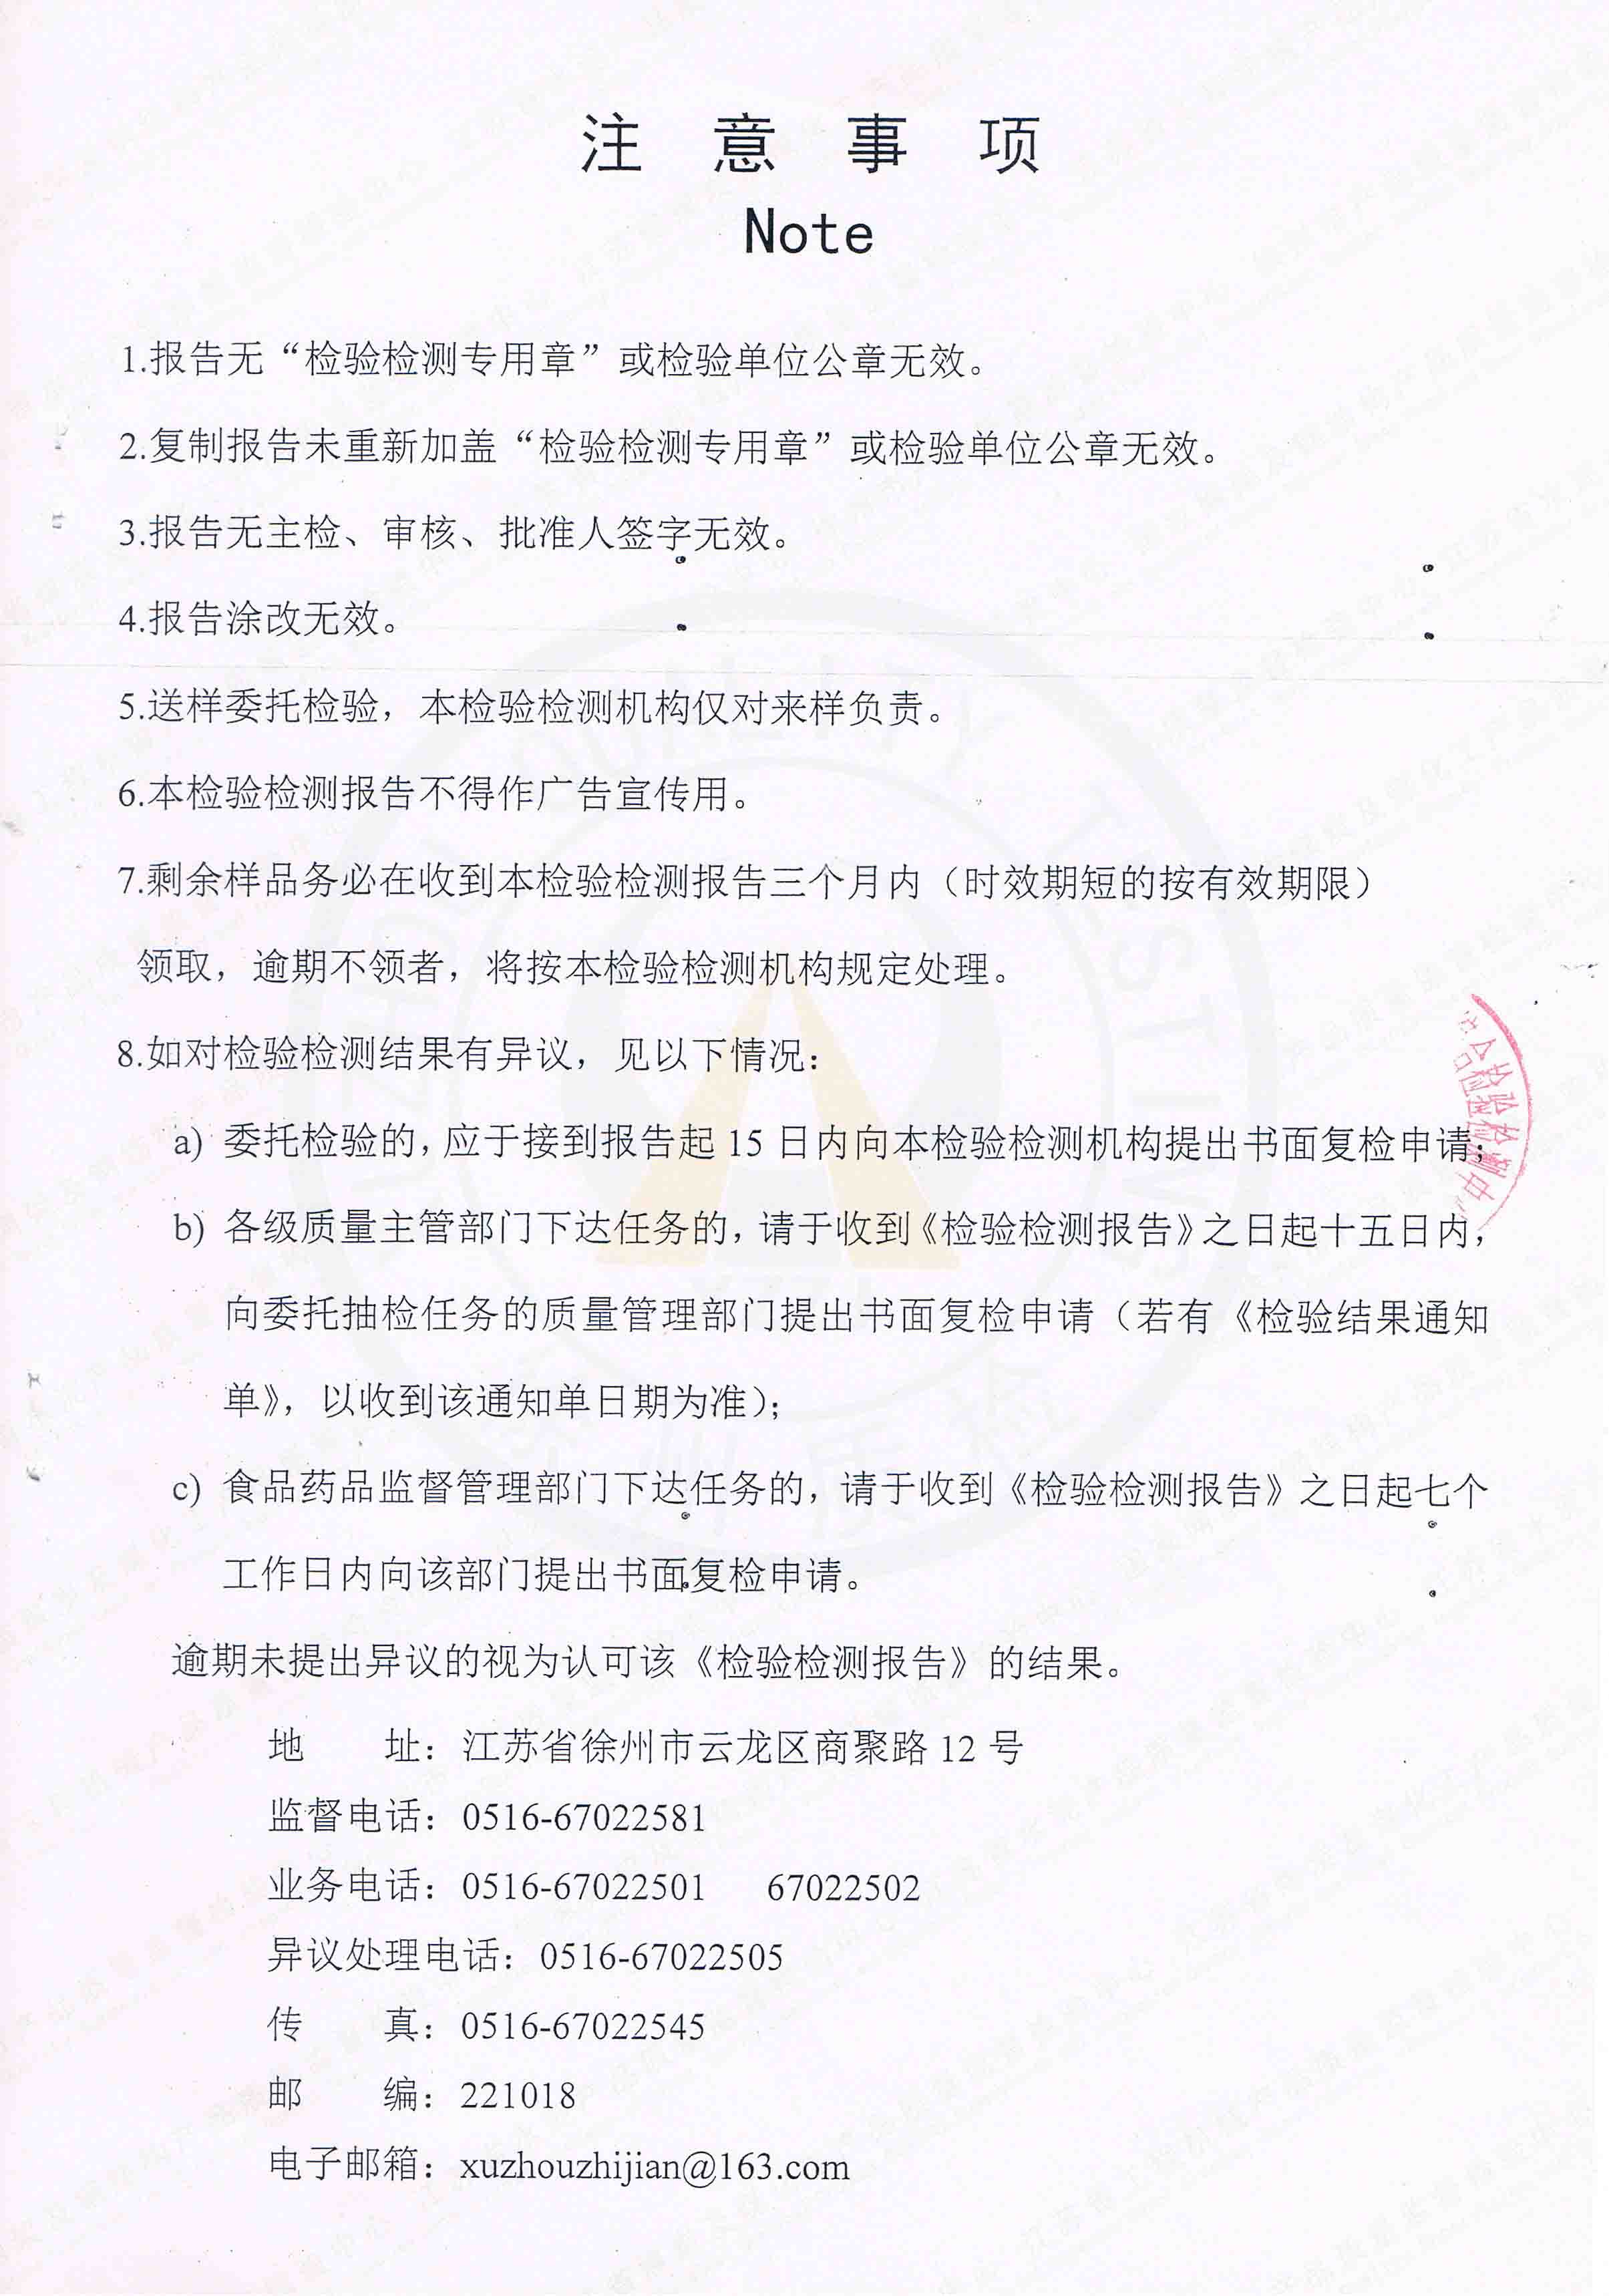 注意事项
Note
1.报告无“检验检测专用章”或检验单位公章无效。
2.复制报告未重新加盖“检验检测专用章”或检验单位公章无效。
3.报告无主检、审核、批准人签字无效。
4.报告涂改无效。
5.送样委托检验，本检验检测机构仅对来样负责。
6.本检验检测报告不得作广告宣传用。
7.剩余样品务必在收到本检验检测报告三个月内（时效期短的按有效期限）
领取，逾期不领者，将按本检验检测机构规定处理。
8.如对检验检测结果有异议，见以下情况：
a) 委托检验的，应于接到报告起 15 日内向本检验检测机构提出书面复检申请；
b) 各级质量主管部门下达任务的，请于收到《检验检测报告》之日起十五日内，
向委托抽检任务的质量管理部门提出书面复检申请（若有《检验结果通知
单》，以收到该通知单日期为准）；
c) 食品药品监督管理部门下达任务的，请于收到《检验检测报告》之日起七个
工作日内向该部门提出书面复检申请。
逾期未提出异议的视为认可该《检验检测报告》的结果。
地 址：江苏省徐州市云龙区商聚路 12 号
监督电话：0516-67022581
业务电话：0516-67022501 67022502
异议处理电话：0516-67022505
传 真：0516-67022545
邮 编：221018
电子邮箱：xuzhouzhijian@163.com
合检验检测中